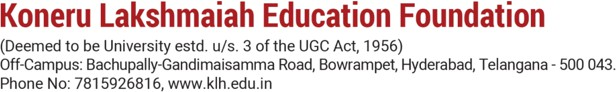 Koneru Lakshmaiah Education Foundation
(Deemed to be University estd. u/s. 3 of the UGC Act, 1956)
Off-Campus: Bachupally-Gandimaisamma Road, Bowrampet, Hyderabad, Telangana - 500 043.
Phone No: 7815926816, www.klh.edu.in